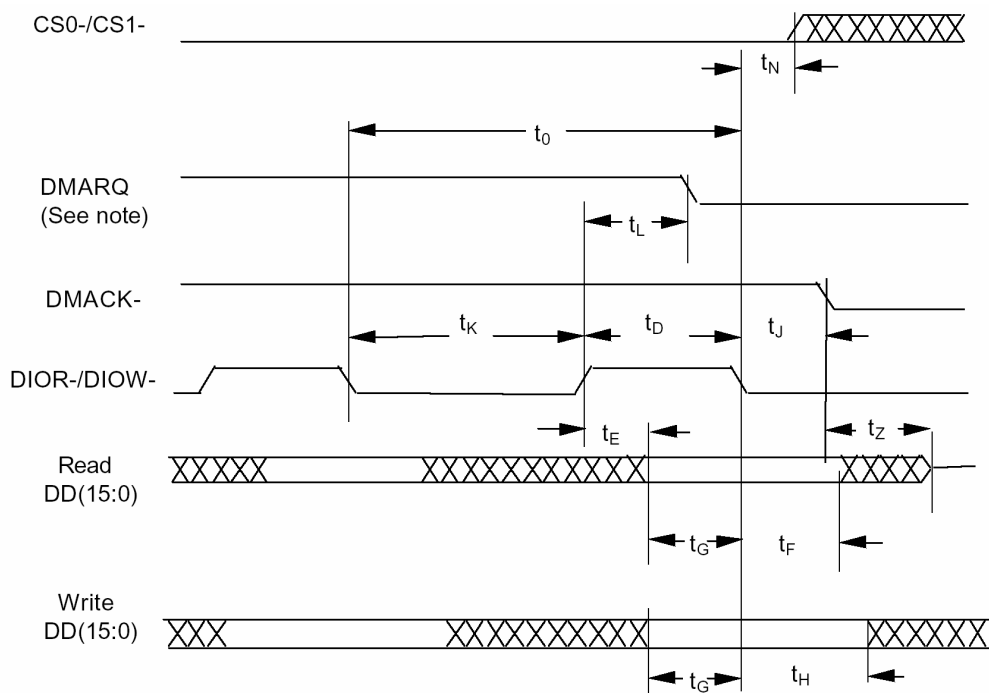 CS0-/CS1-
tN
t0
DMARQ
(See note)
tL
DMACK-
tK
tD
tJ
DIOR-/DIOW-
tE
tZ
Read
DD(15:0)
tG
tF
Write
DD(15:0)
tG
tH